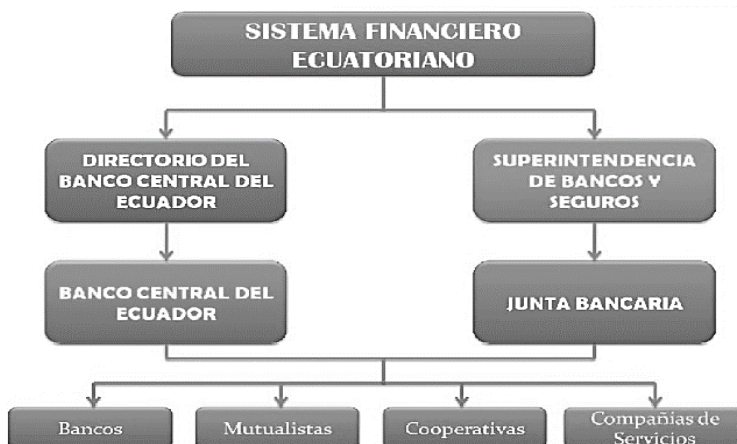 SISTEMA FINANCIERO
ECUATORIANO
DIRECTORIO DEL
BANCO CENTRAL DEL
ECUADOR
SUPERINTENDENCIA
DE BANCOS Y
SEGUROS
BANCO CENTRAL DEL
ECUADOR
JUNTA BANCARIA
Bancos
Mutualistas
Cooperativas
Compañías de
Servicios